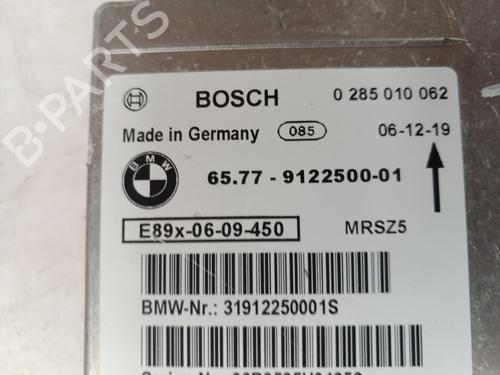 B-PARTS
BOSCH 0 285 010 062
Made in Germany 085 06-12-19
BMW
65.77 - 9122500-01
E89x-06-09-450 MRSZ5
BMW-Nr.: 31912250001S